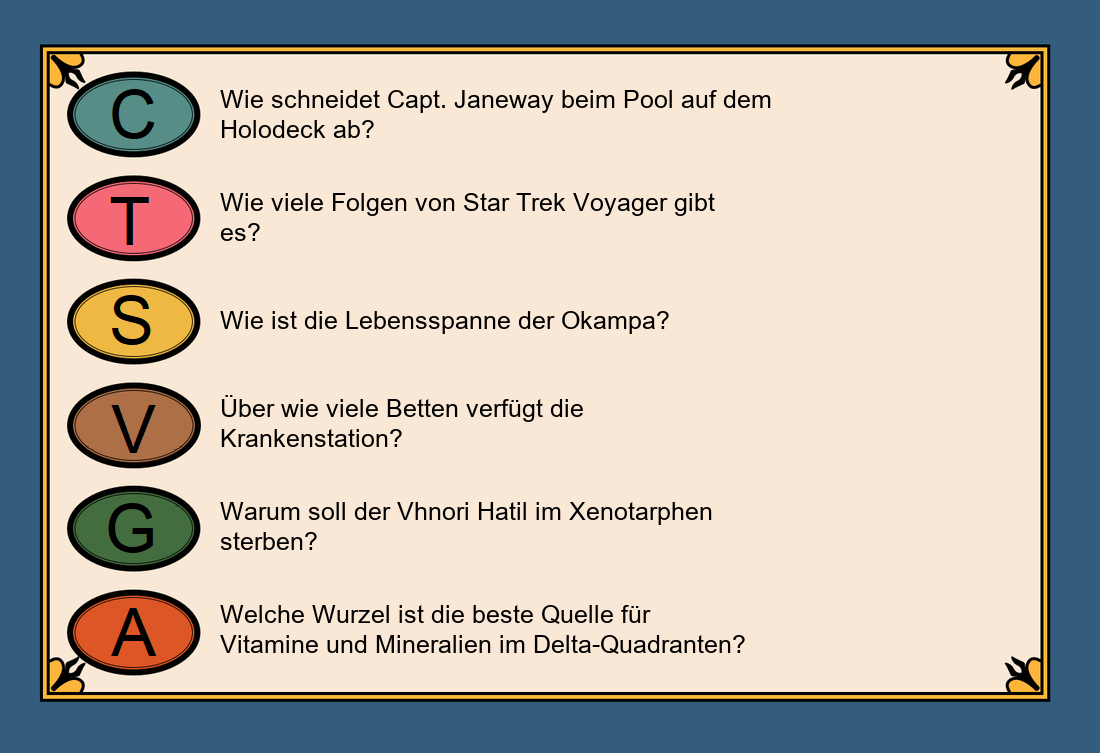 C Wie schneidet Capt. Janeway beim Pool auf dem
Holodeck ab?
T Wie viele Folgen von Star Trek Voyager gibt
es?
S Wie ist die Lebensspanne der Okampa?
V Über wie viele Betten verfügt die
Krankenstation?
G Warum soll der Vhnori Hatil im Xenotarphen
sterben?
A Welche Wurzel ist die beste Quelle für
Vitamine und Mineralien im Delta-Quadranten?